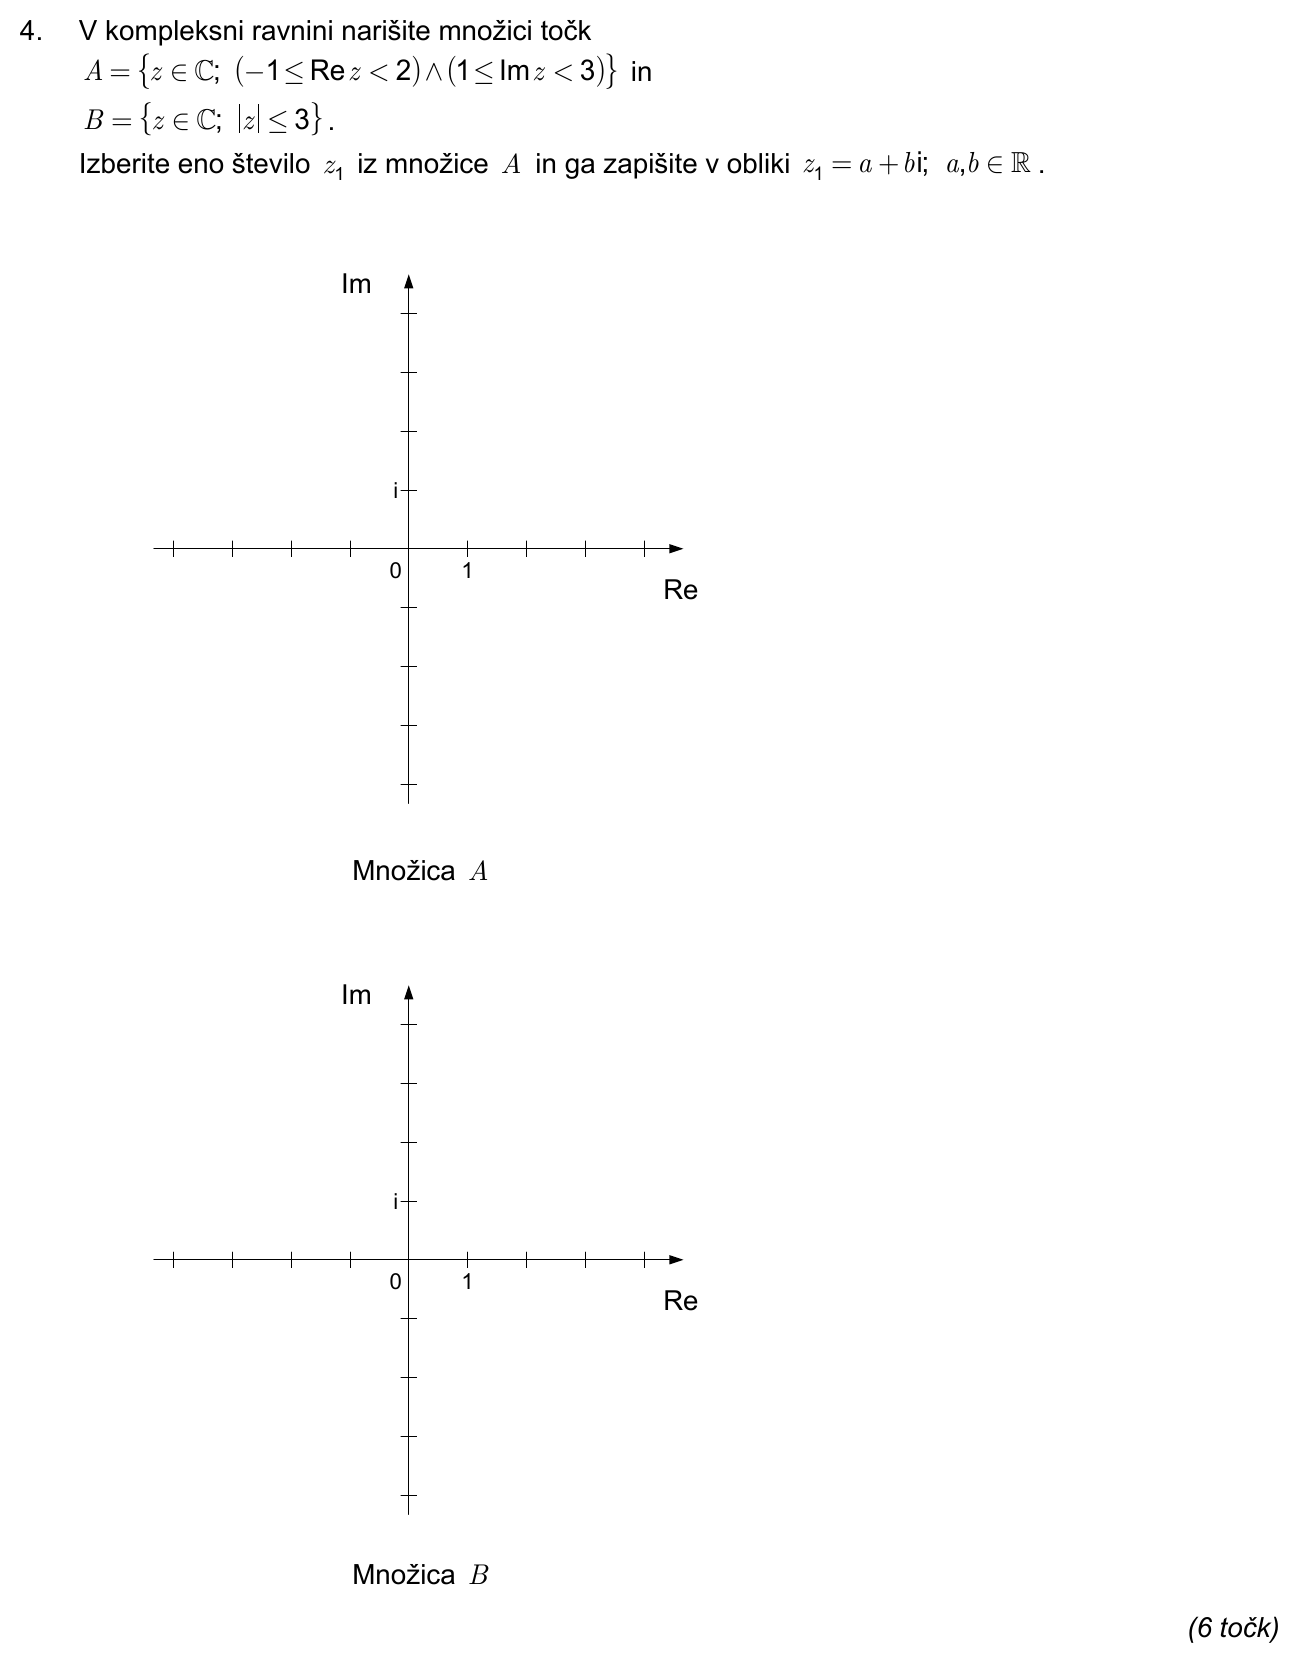 4. V kompleksni ravnini narišite množici točk
A = {z ∈ ℂ; (−1 ≤ Re z < 2) ∧ (1 ≤ Im z < 3)} in
B = {z ∈ ℂ; |z| ≤ 3}.
Izberite eno število z₁ iz množice A in ga zapišite v obliki z₁ = a + bi; a,b ∈ ℝ.
Im
i
0 1
Re
Množica A
Im
i
0 1
Re
Množica B
(6 točk)